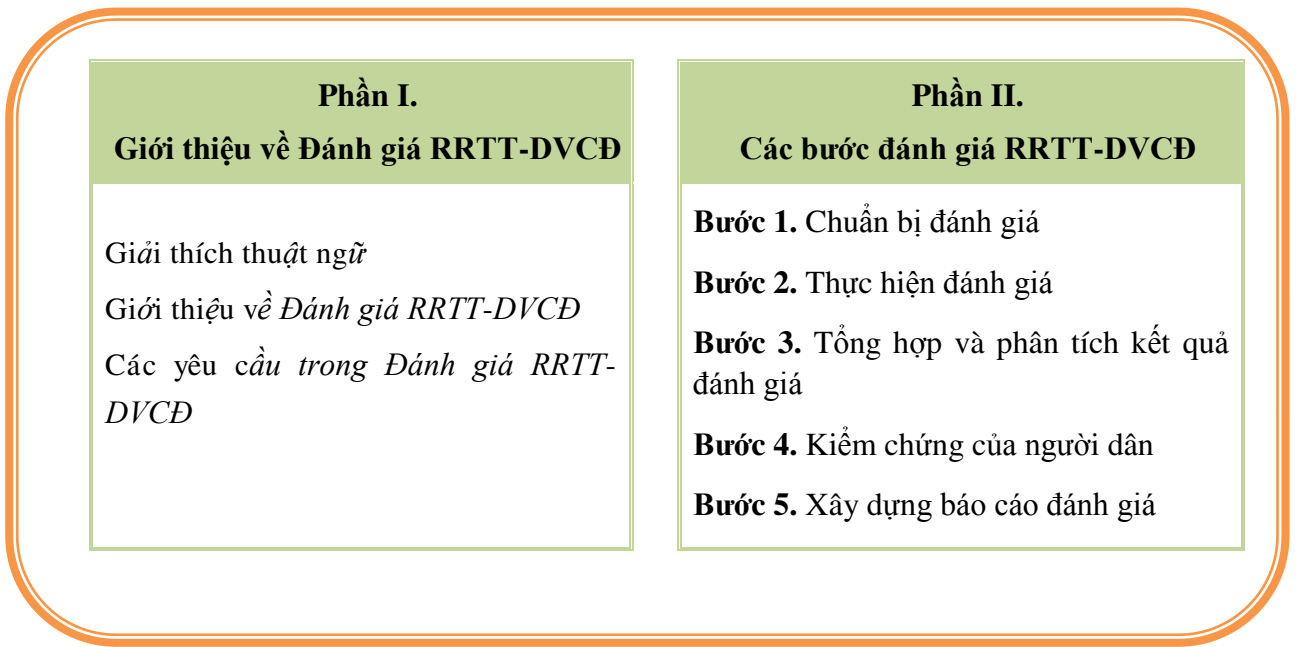 Phần I.
Giới thiệu về Đánh giá RRTT-DVCĐ
Giải thích thuật ngữ
Giới thiệu về Đánh giá RRTT-DVCĐ
Các yêu cầu trong Đánh giá RRTT-
DVCĐ
Phần II.
Các bước đánh giá RRTT-DVCĐ
Bước 1. Chuẩn bị đánh giá
Bước 2. Thực hiện đánh giá
Bước 3. Tổng hợp và phân tích kết quả
đánh giá
Bước 4. Kiểm chứng của người dân
Bước 5. Xây dựng báo cáo đánh giá